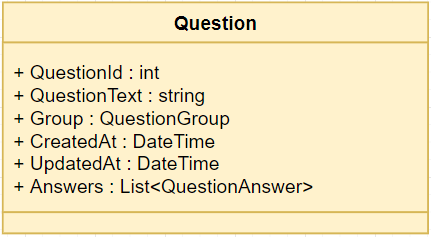 Question
+ QuestionId : int
+ QuestionText : string
+ Group : QuestionGroup
+ CreatedAt : DateTime
+ UpdatedAt : DateTime
+ Answers : List<QuestionAnswer>